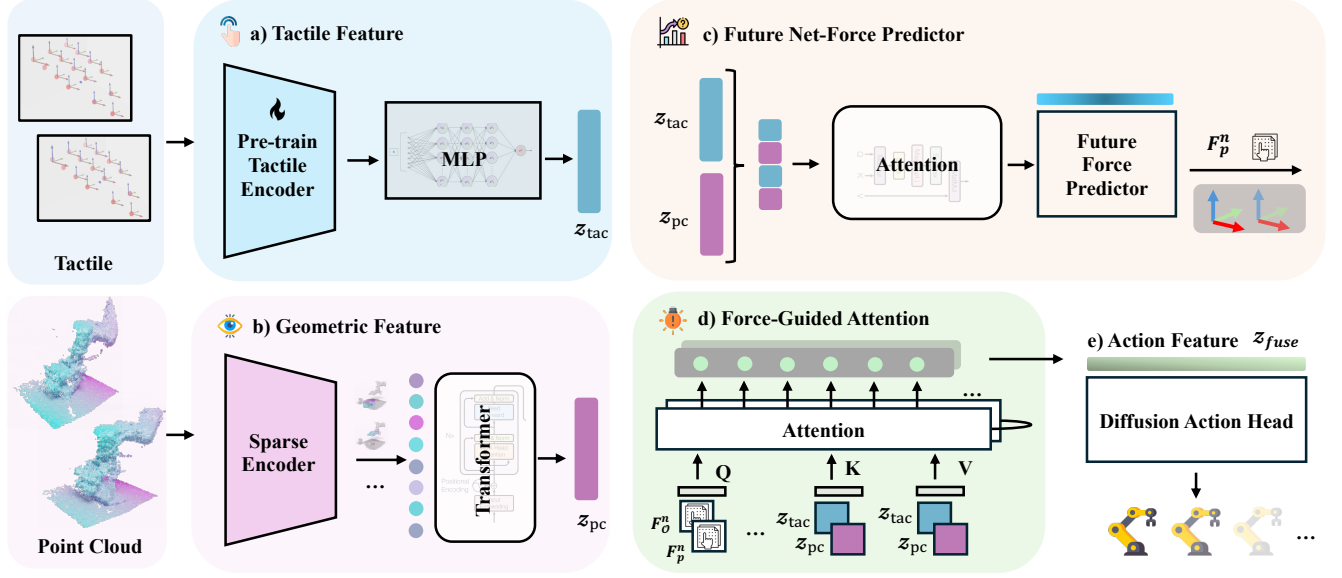 Tactile
a) Tactile Feature
Pre-train
Tactile
Encoder
MLP
z_tac
Point Cloud
b) Geometric Feature
Sparse
Encoder
...
Transformer
z_pc
c) Future Net-Force Predictor
z_tac
z_pc
Attention
Future
Force
Predictor
F_p^n
d) Force-Guided Attention
...
Attention
Q
K
V
F_O^n
F_p^n
...
z_tac
z_pc
z_tac
z_pc
e) Action Feature z_fuse
Diffusion Action Head
...